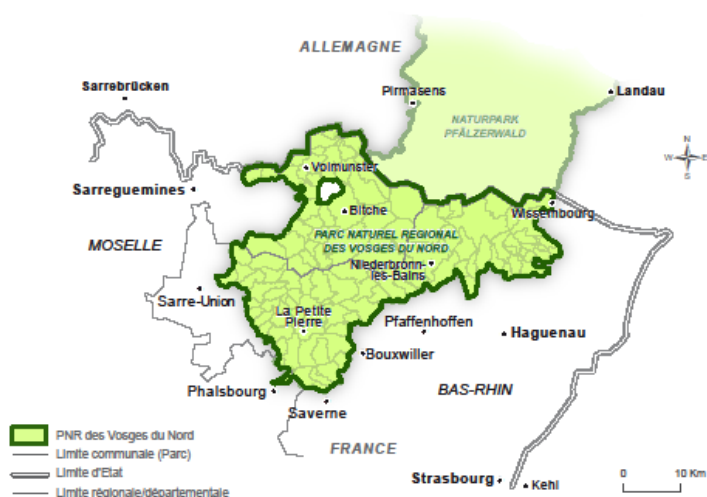 ALLEMAGNE
Sarrebrücken
Pirmasens
Landau
NATURPARK
PFÄLZERWALD
N
W E
S
Volmunster
Sarreguemines
Bitche
Wissembourg
MOSELLE
PARC NATUREL REGIONAL
DES VOSGES DU NORD
Niederbronn-
les-Bains
Sarre-Union
La Petite
Pierre
Pfaffenhoffen
Haguenau
Bouxwiller
Phalsbourg
BAS-RHIN
Saverne
PNR des Vosges du Nord
FRANCE
Limite communale (Parc)
Limite d'Etat
Strasbourg
Kehl
0 10 Km
Limite régionale/départementale